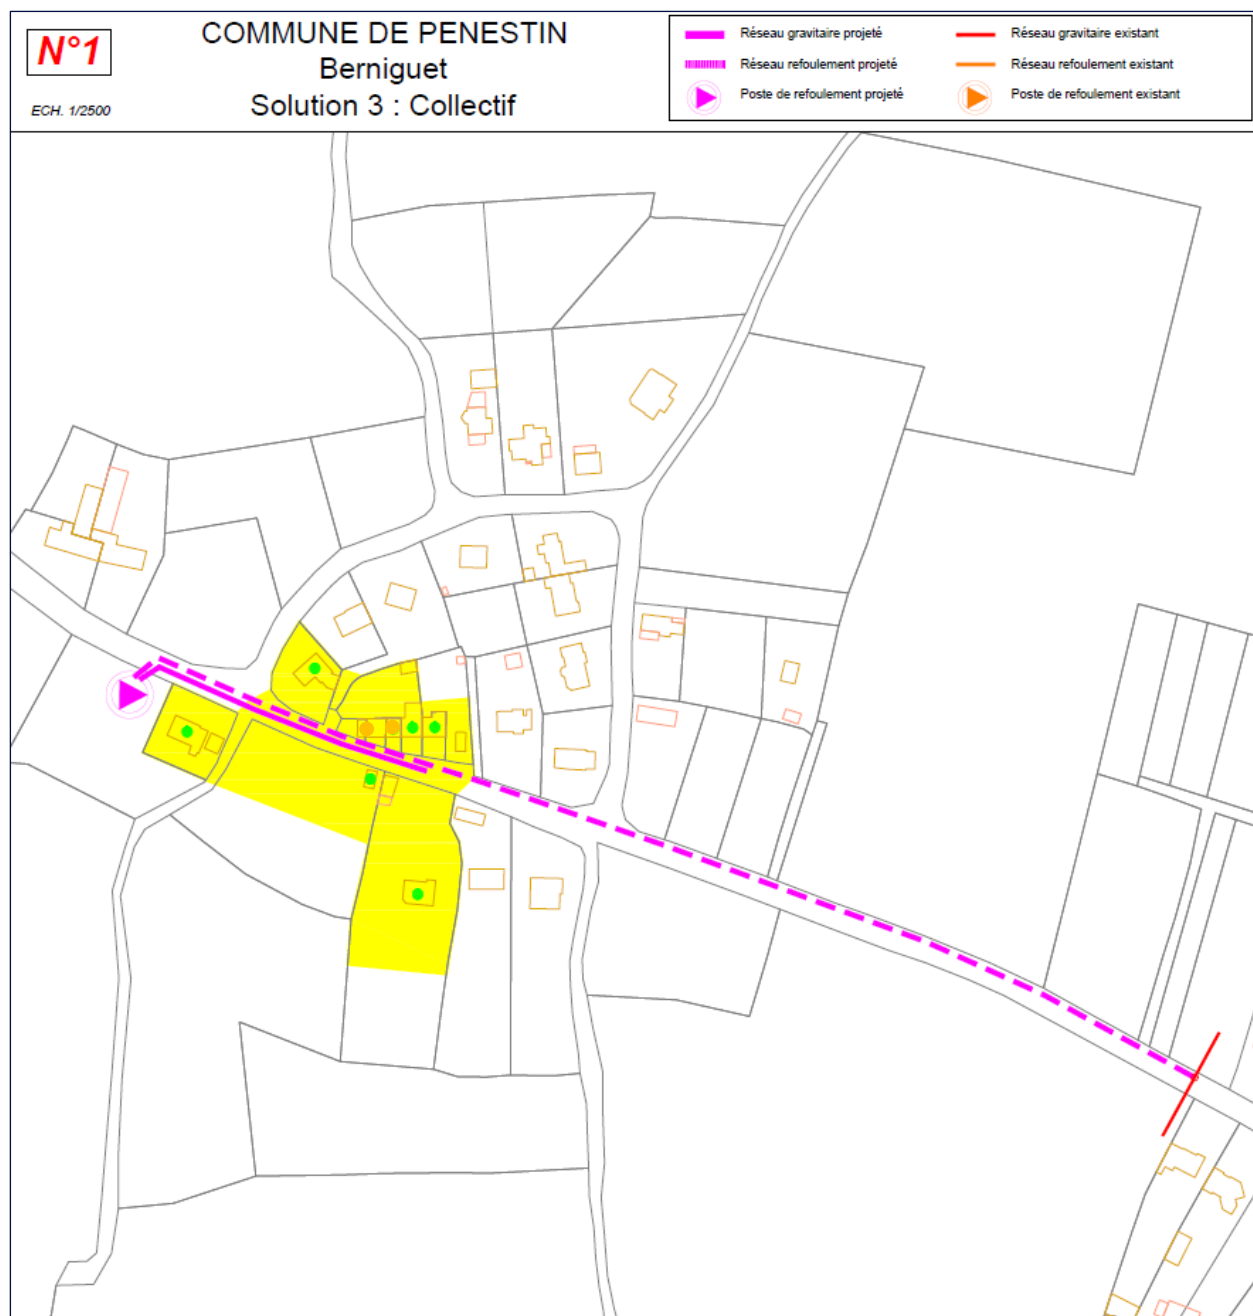 N°1
ECH. 1/2500
COMMUNE DE PENESTIN
Berniguet
Solution 3 : Collectif
Réseau gravitaire projeté
Réseau refoulement projeté
Poste de refoulement projeté
Réseau gravitaire existant
Réseau refoulement existant
Poste de refoulement existant